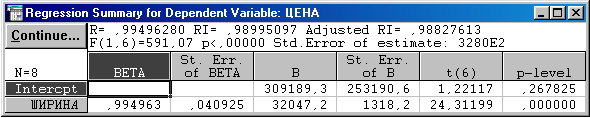 Regression Summary for Dependent Variable: ЦЕНА
Continue...
R= ,99496280 RI= ,98995097 Adjusted RI= ,98827613
F(1,6)=591,07 p<,00000 Std.Error of estimate: 3280E2
St. Err. St. Err.
N=8 BETA of BETA B of B t(6) p-level
Intercpt 309189,3 253190,6 1,22117 ,267825
ШИРИНА ,994963 ,040925 32047,2 1318,2 24,31199 ,000000